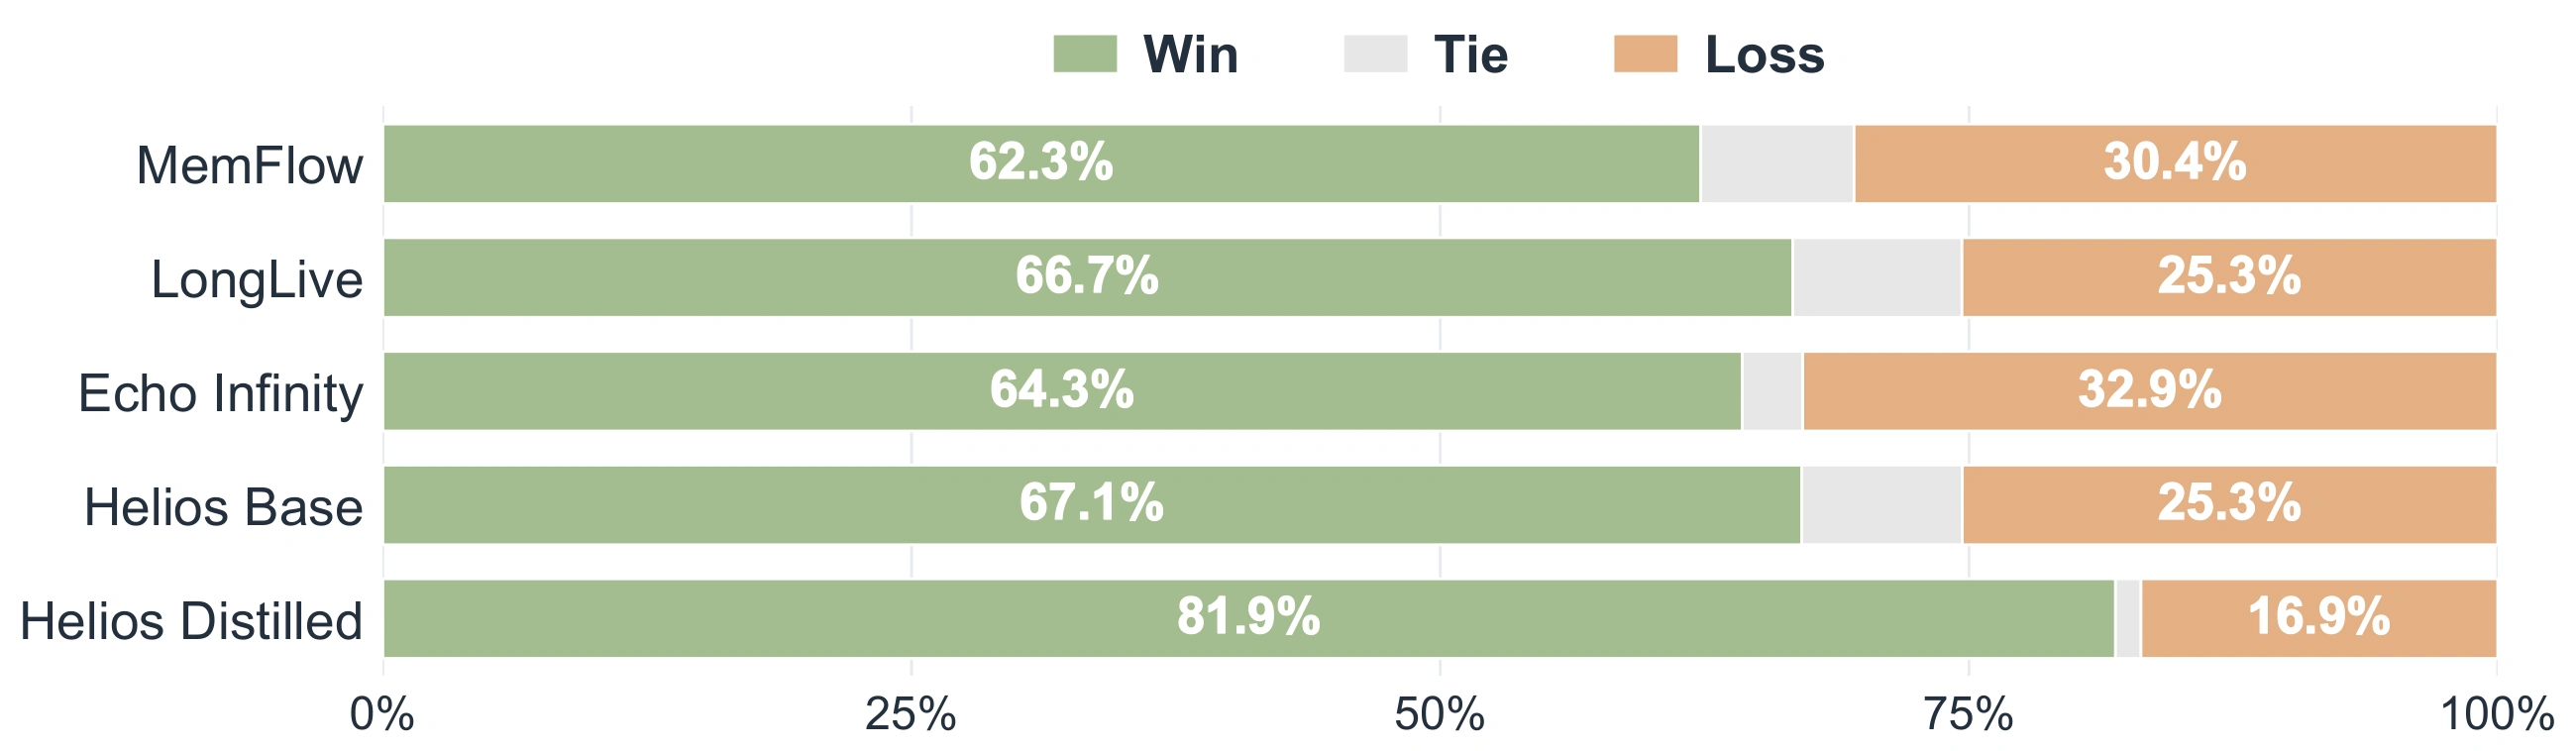 Win Tie Loss
MemFlow 62.3% 30.4%
LongLive 66.7% 25.3%
Echo Infinity 64.3% 32.9%
Helios Base 67.1% 25.3%
Helios Distilled 81.9% 16.9%
0% 25% 50% 75% 100%